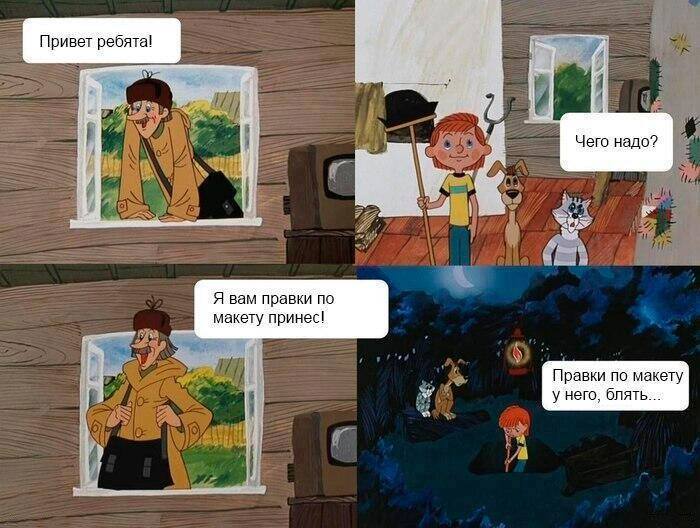 Привет ребята!
Чего надо?
Я вам правки по
макету принес!
Правки по макету
у него, блять...